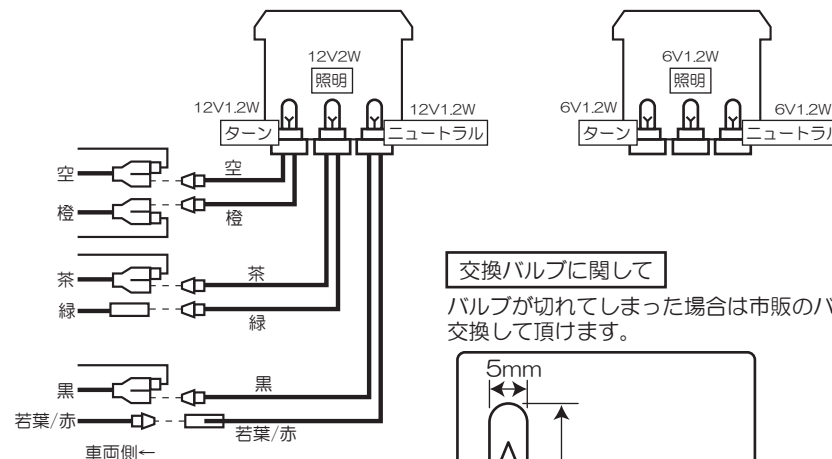 12V2W
照明
12V1.2W
12V1.2W
ターン
ニュートラル
6V1.2W
照明
6V1.2W
6V1.2W
ターン
ニュートラル
空
空
橙
橙
茶
茶
緑
緑
黒
黒
若葉/赤
若葉/赤
車両側←
交換バルブに関して
バルブが切れてしまった場合は市販のバ
交換して頂けます。
5mm